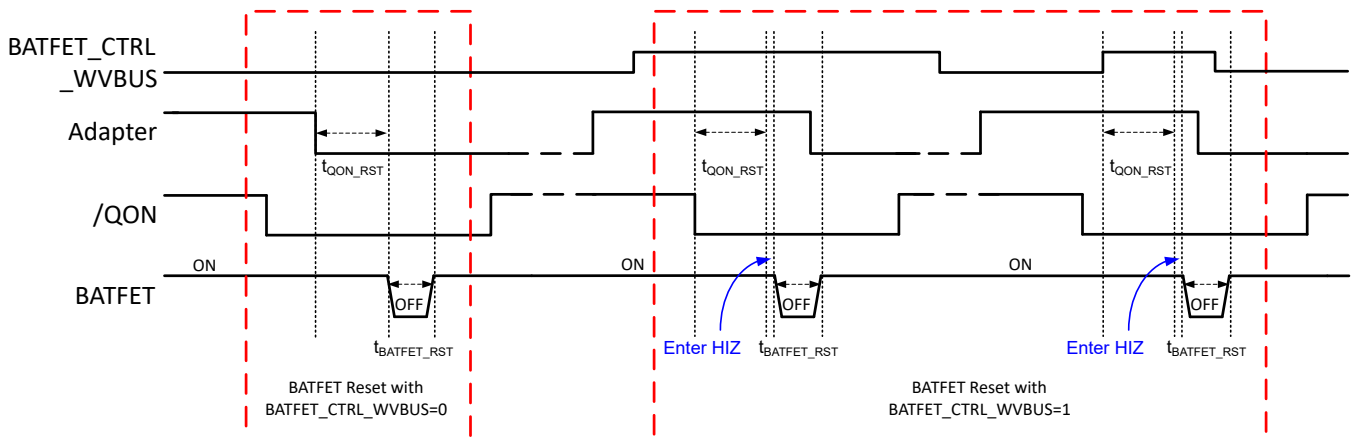 BATFET_CTRL
_WVBUS
Adapter
tQON_RST tQON_RST tQON_RST
/QON
ON ON ON
BATFET
OFF OFF OFF
Enter HIZ Enter HIZ
tBATFET_RST tBATFET_RST tBATFET_RST
BATFET Reset with
BATFET_CTRL_WVBUS=0
BATFET Reset with
BATFET_CTRL_WVBUS=1